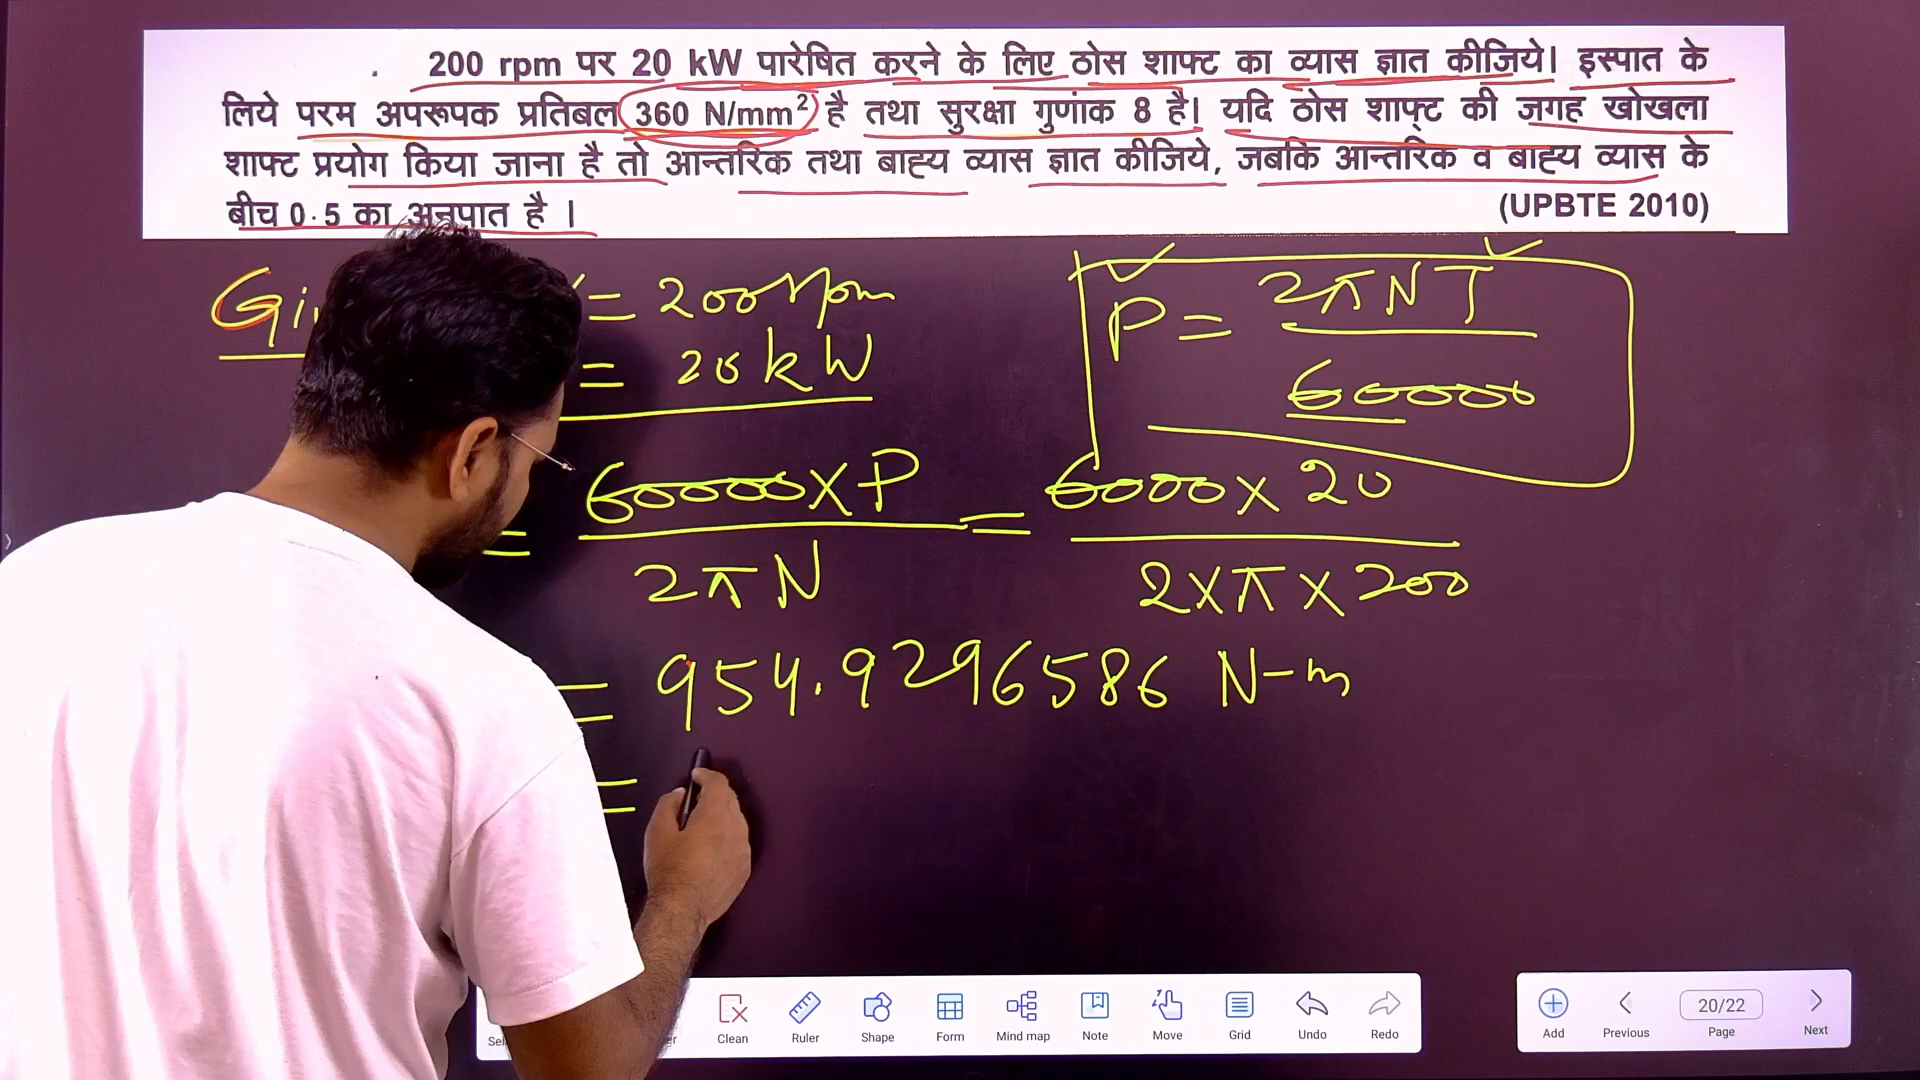 200 rpm पर 20 kW पारेषित करने के लिए ठोस शाफ्ट का व्यास ज्ञात कीजिये। इस्पात के
लिये परम अपरूपक प्रतिबल 360 N/mm² है तथा सुरक्षा गुणांक 8 है। यदि ठोस शाफ्ट की जगह खोखला
शाफ्ट प्रयोग किया जाना है तो आन्तरिक तथा बाह्य व्यास ज्ञात कीजिये, जबकि आन्तरिक व बाह्य व्यास के
बीच 0·5 का अनुपात है ।
(UPBTE 2010)
= 200 rpm
= 20 kW
P = 2πNT / 60000
= 60000 X P / 2πN = 6000 X 20 / 2 X π X 200
= 954.9296586 N-m
=
Clean Ruler Shape Form Mind map Note Move Grid Undo Redo
Add Previous 20/22 Page Next